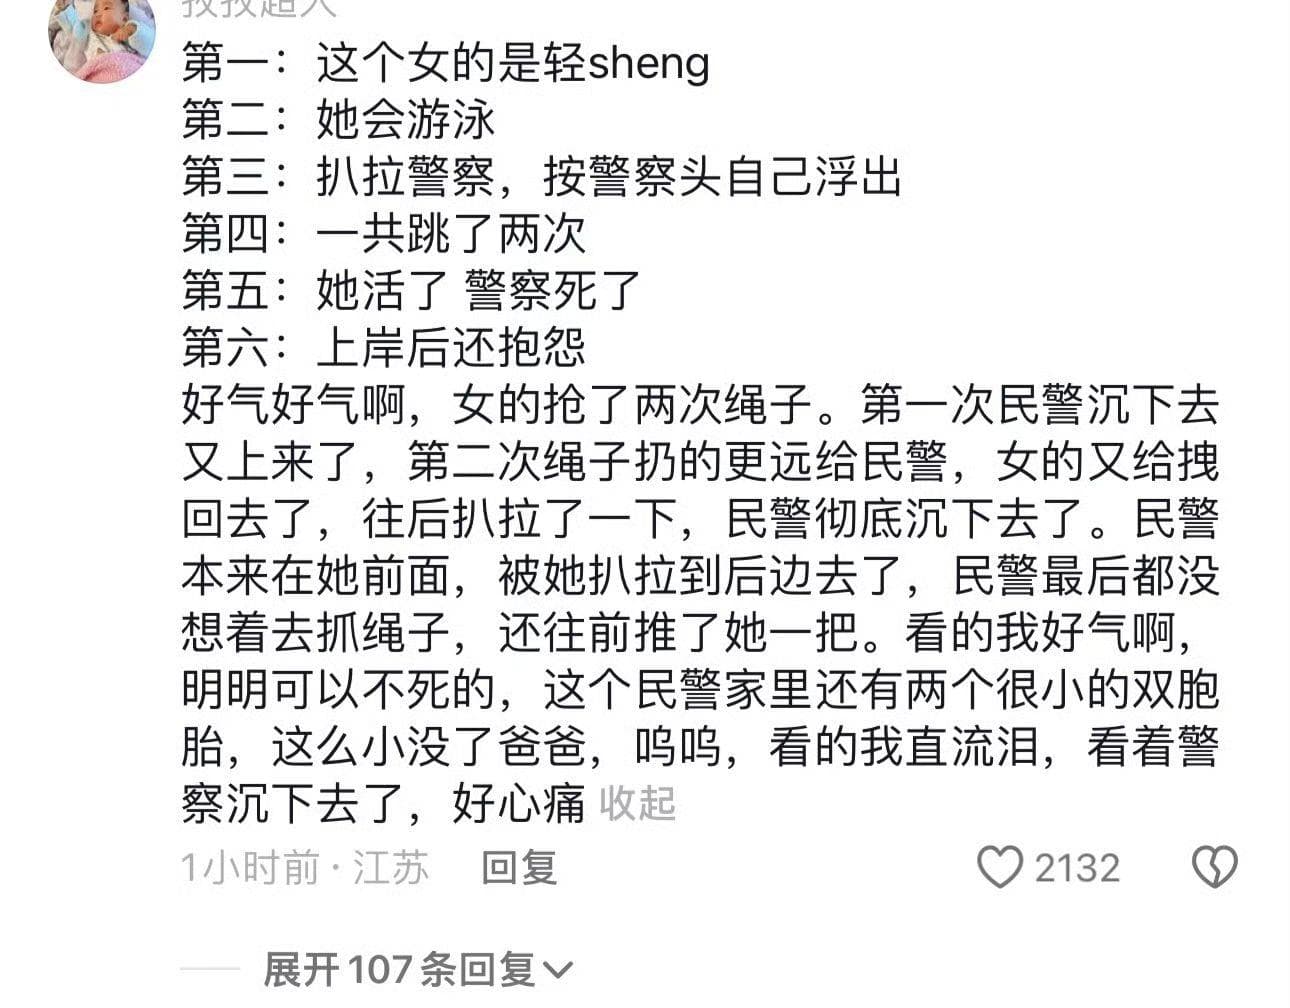 第一：这个女的是轻sheng
第二：她会游泳
第三：扒拉警察，按警察头自己浮出
第四：一共跳了两次
第五：她活了 警察死了
第六：上岸后还抱怨
好气好气啊，女的抢了两次绳子。第一次民警沉下去
又上来了，第二次绳子扔的更远给民警，女的又给拽
回去了，往后扒拉了一下，民警彻底沉下去了。民警
本来在她前面，被她扒拉到后边去了，民警最后都没
想着去抓绳子，还往前推了她一把。看的我好气啊，
明明可以不死的，这个民警家里还有两个很小的双胞
胎，这么小没了爸爸，呜呜，看的我直流泪，看着警
察沉下去了，好心痛 收起
1小时前·江苏 回复 2132
展开107条回复